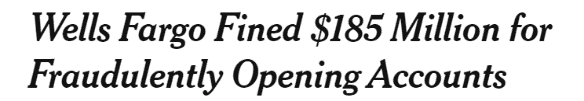 Wells Fargo Fined $185 Million for
Fraudulently Opening Accounts